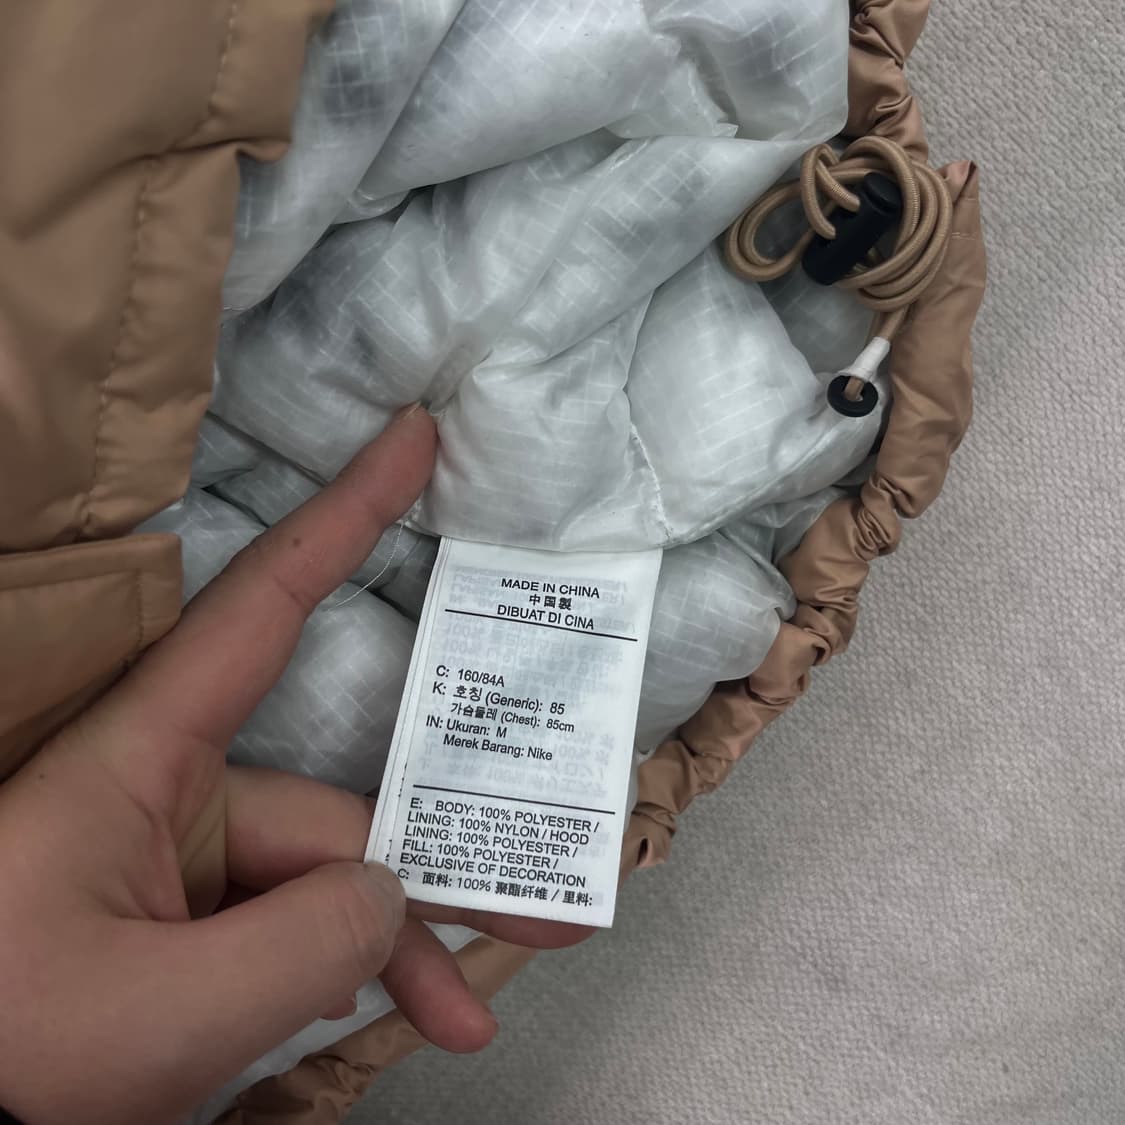 MADE IN CHINA
中国製
DIBUAT DI CINA
C: 160/84A
K: 호칭 (Generic): 85
가슴둘레 (Chest): 85cm
IN: Ukuran: M
Merek Barang: Nike
E: BODY: 100% POLYESTER /
LINING: 100% NYLON / HOOD
LINING: 100% POLYESTER /
FILL: 100% POLYESTER /
EXCLUSIVE OF DECORATION
C: 面料: 100% 聚酯纤维 / 里料: